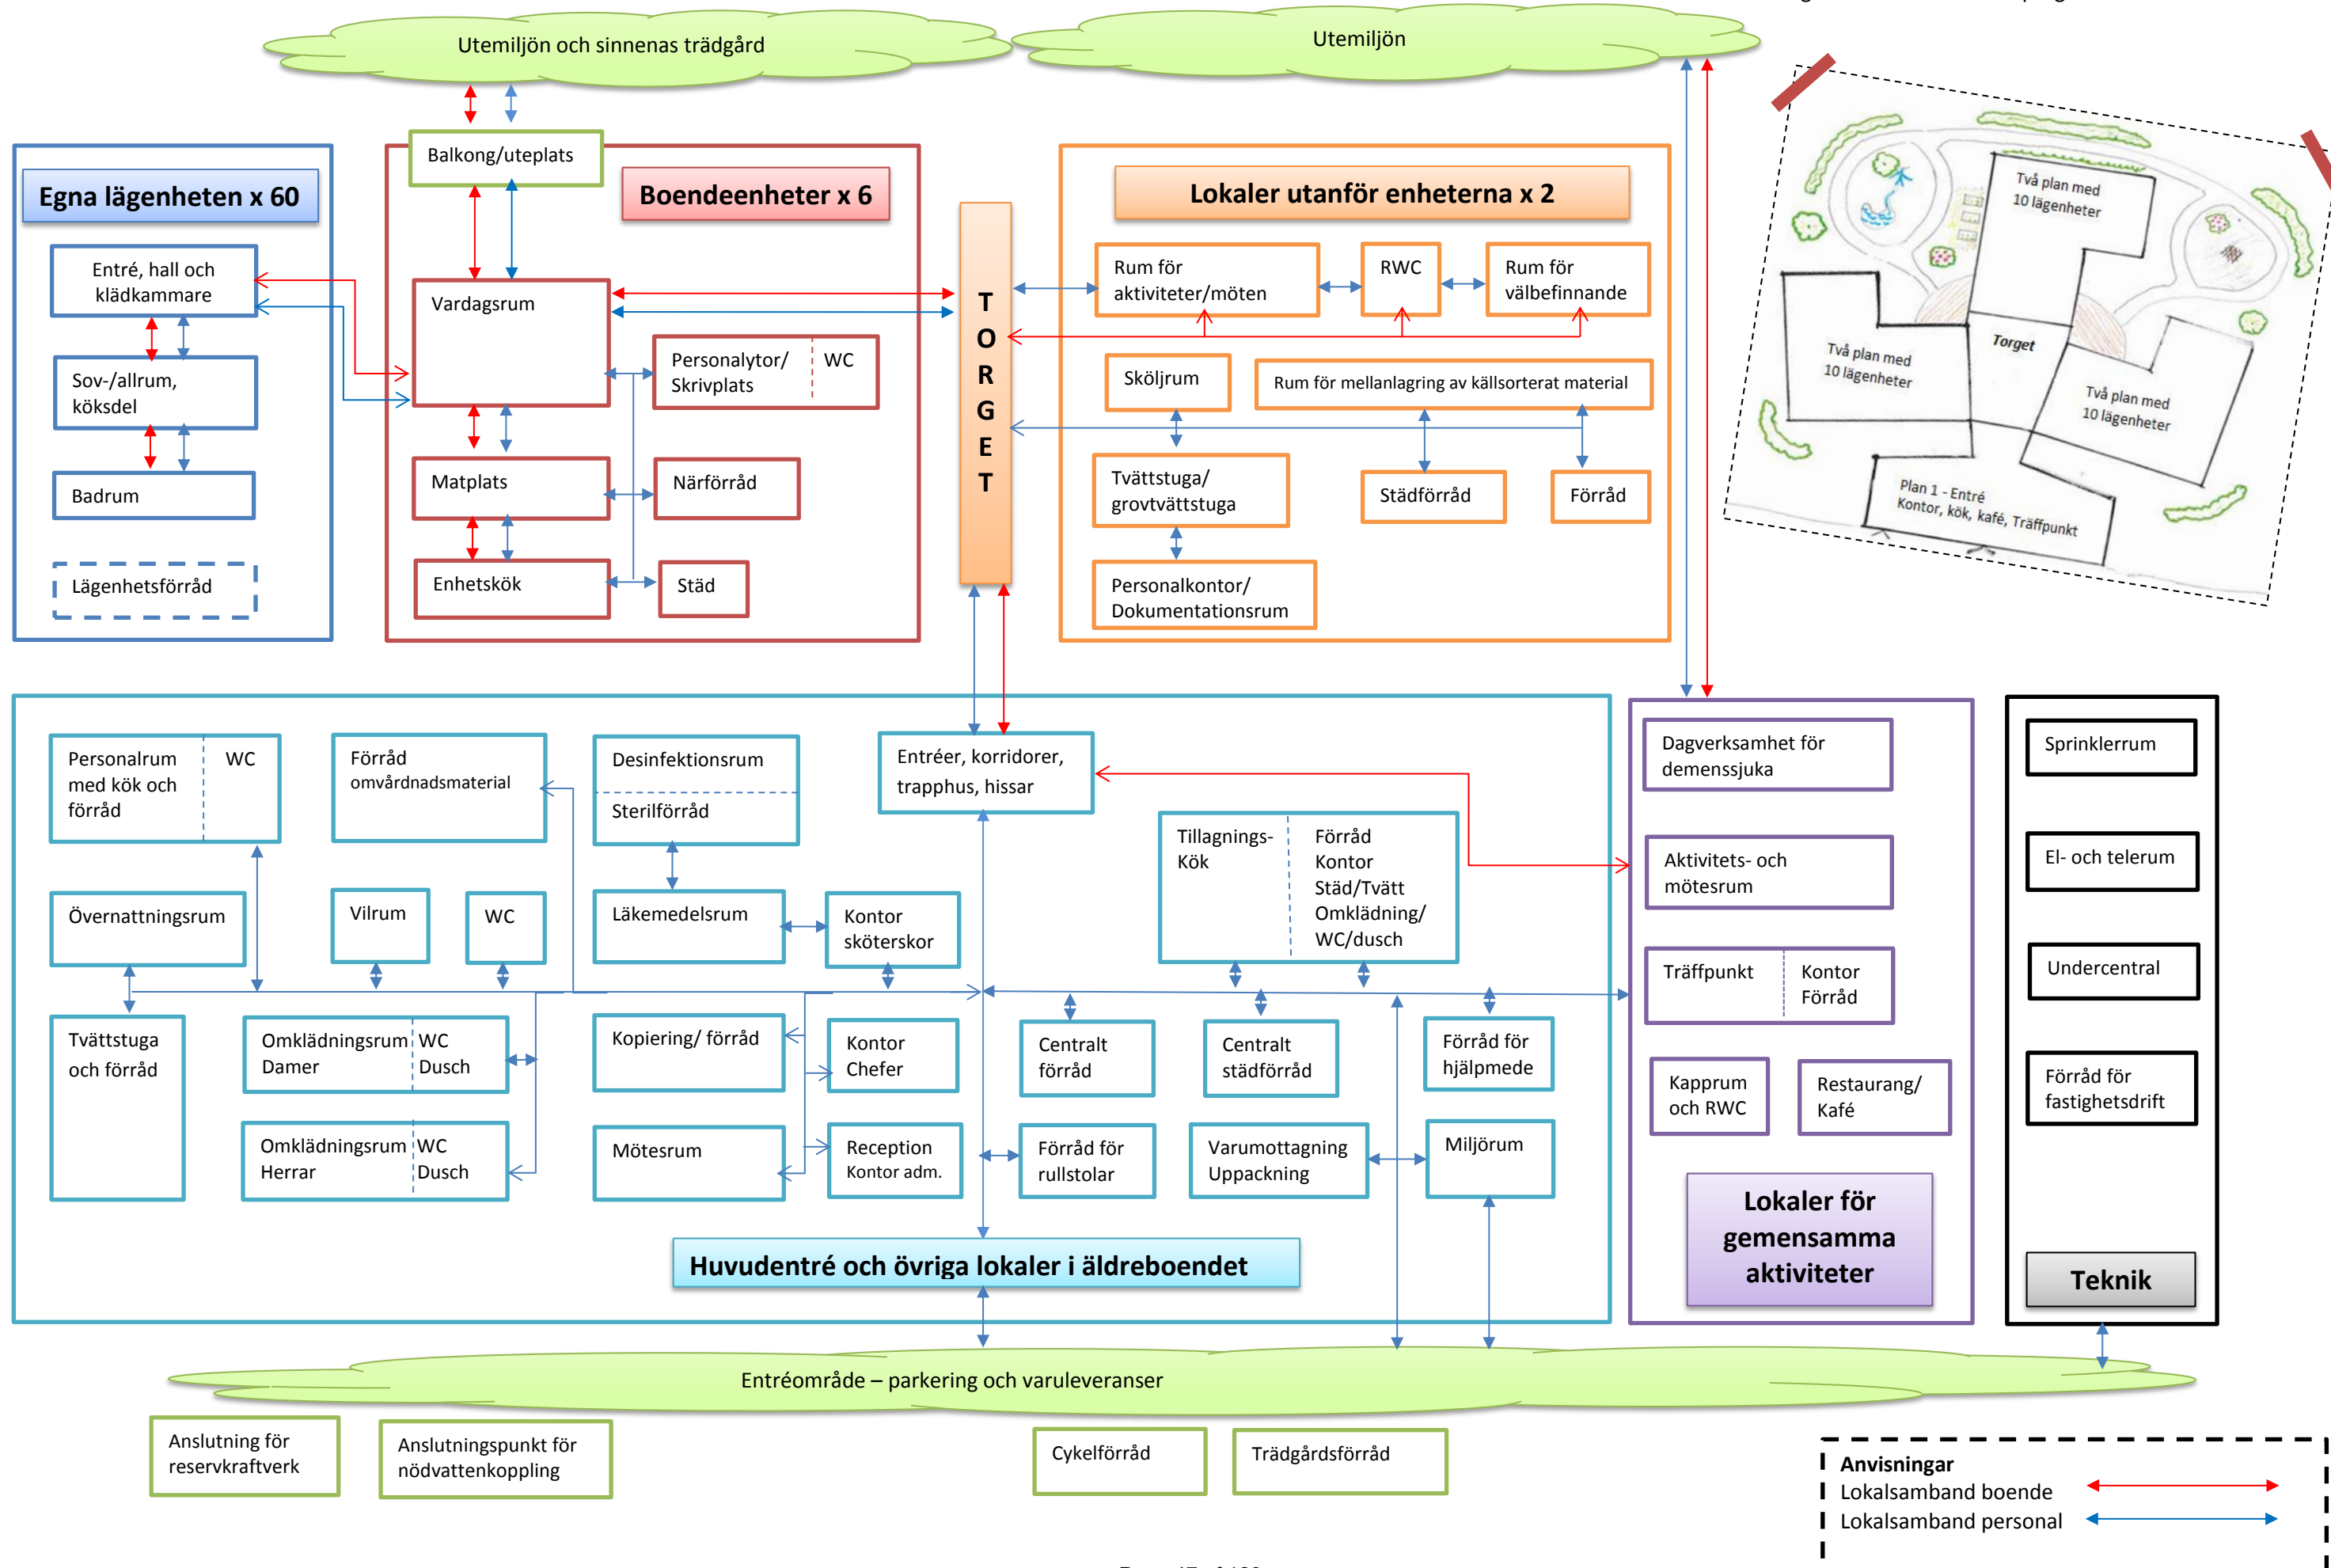 Utemiljön och sinnenas trädgård
Utemiljön
Balkong/uteplats
Egna lägenheten x 60
Entré, hall och
klädkammare
Sov-/allrum,
köksdel
Badrum
Lägenhetsförråd
Boendeenheter x 6
Vardagsrum
Personalytor/
Skrivplats
WC
Matplats
Närförråd
Enhetskök
Städ
T
O
R
G
E
T
Lokaler utanför enheterna x 2
Rum för
aktiviteter/möten
RWC
Rum för
välbefinnande
Sköljrum
Rum för mellanlagring av källsorterat material
Tvättstuga/
grovtvättstuga
Städförråd
Förråd
Personalkontor/
Dokumentationsrum
Två plan med
10 lägenheter
Två plan med
10 lägenheter
Torget
Två plan med
10 lägenheter
Plan 1 - Entré
Kontor, kök, kafé, Träffpunkt
Personalrum
med kök och
förråd
WC
Förråd
omvårdnadsmaterial
Desinfektionsrum
Sterilförråd
Entréer, korridorer,
trapphus, hissar
Tillagnings-
Kök
Förråd
Kontor
Städ/Tvätt
Omklädning/
WC/dusch
Övernattningsrum
Vilrum
WC
Läkemedelsrum
Kontor
sköterskor
Tvättstuga
och förråd
Omklädningsrum
Damer
WC
Dusch
Kopiering/ förråd
Kontor
Chefer
Centralt
förråd
Centralt
städförråd
Förråd för
hjälpmede
Omklädningsrum
Herrar
WC
Dusch
Mötesrum
Reception
Kontor adm.
Förråd för
rullstolar
Varumottagning
Uppackning
Miljörum
Huvudentré och övriga lokaler i äldreboendet
Dagverksamhet för
demenssjuka
Aktivitets- och
mötesrum
Träffpunkt
Kontor
Förråd
Kapprum
och RWC
Restaurang/
Kafé
Lokaler för
gemensamma
aktiviteter
Sprinklerrum
El- och telerum
Undercentral
Förråd för
fastighetsdrift
Teknik
Entréområde – parkering och varuleveranser
Anslutning för
reservkraftverk
Anslutningspunkt för
nödvattenkoppling
Cykelförråd
Trädgårdsförråd
Anvisningar
Lokalsamband boende
Lokalsamband personal